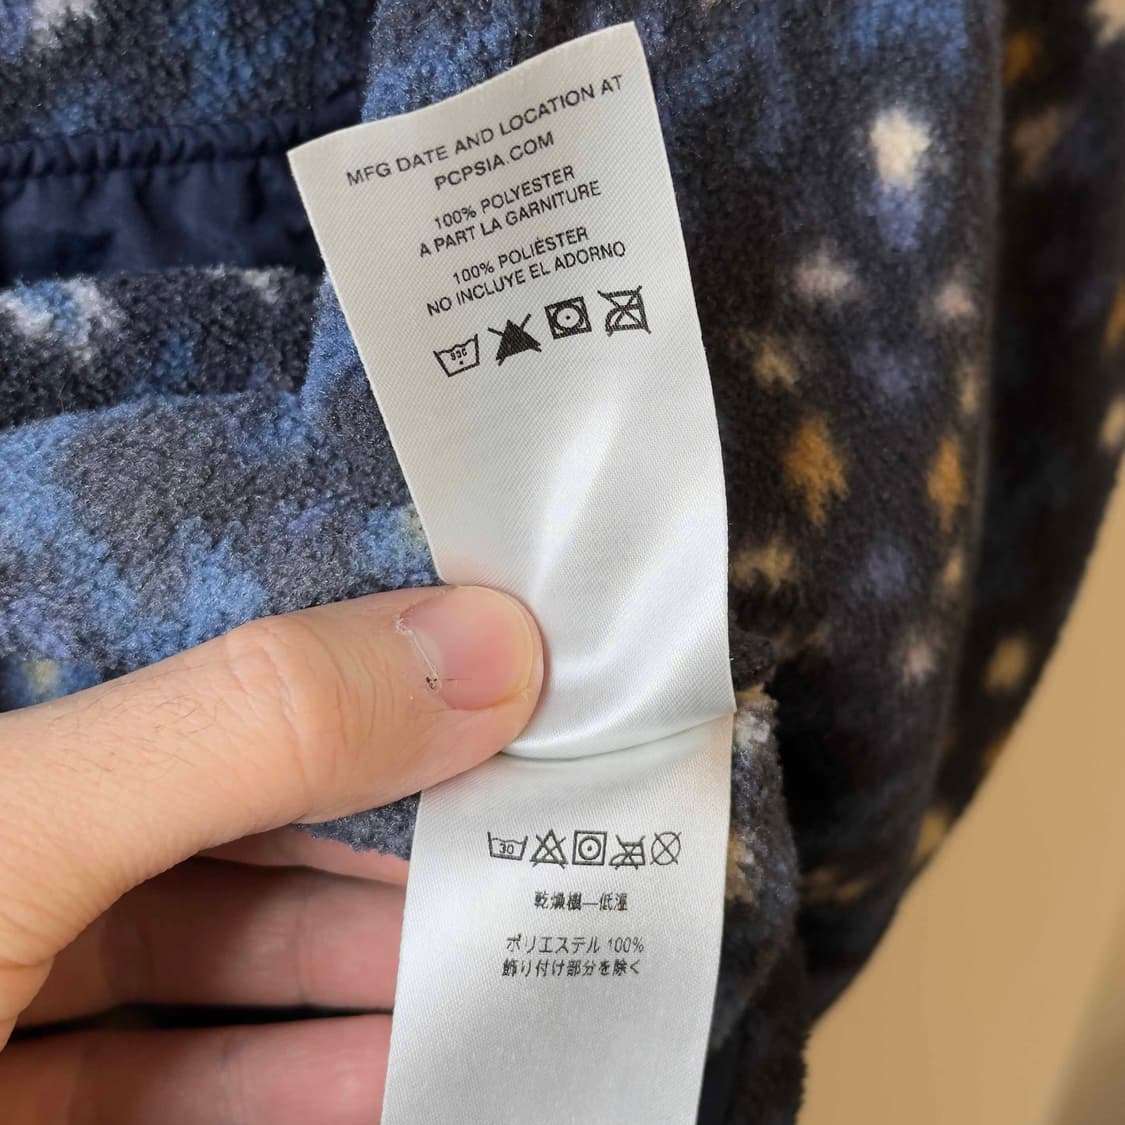 MFG DATE AND LOCATION AT
PCPSIA.COM
100% POLYESTER
A PART LA GARNITURE
100% POLIÉSTER
NO INCLUYE EL ADORNO
30
乾燥機—低温
ポリエステル 100%
飾り付け部分を除く